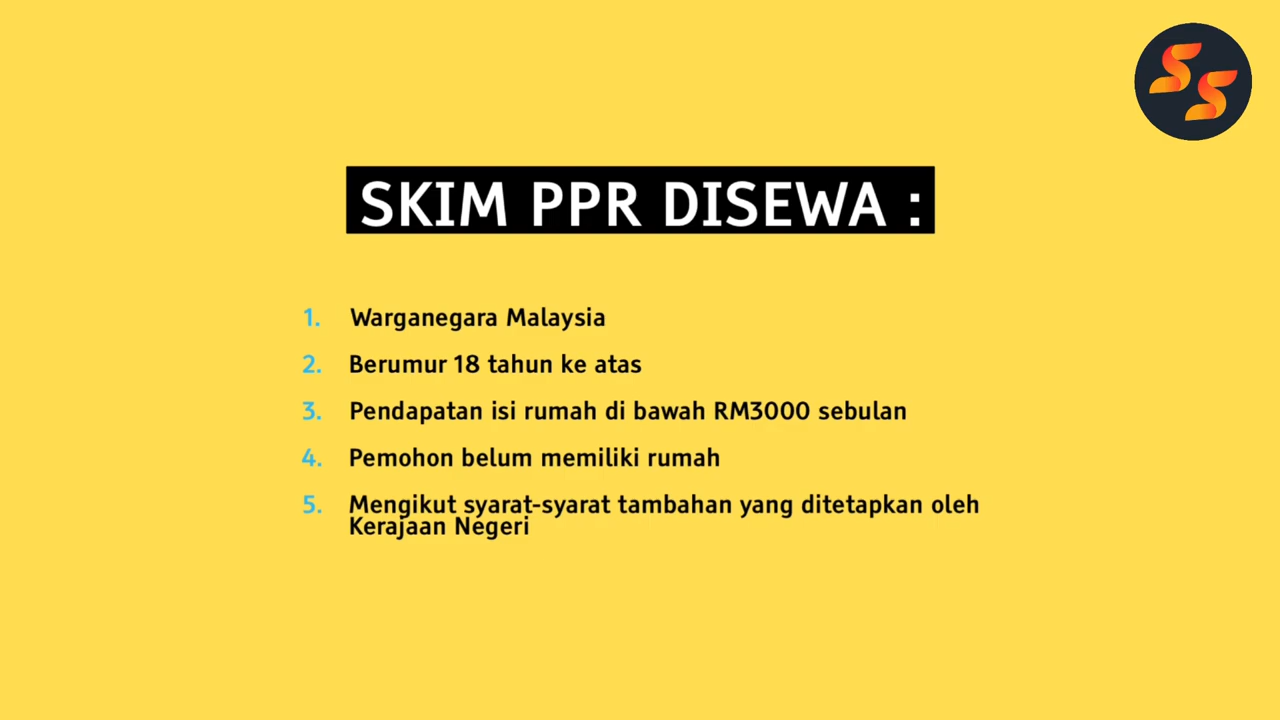 SS
SKIM PPR DISEWA :
1. Warganegara Malaysia
2. Berumur 18 tahun ke atas
3. Pendapatan isi rumah di bawah RM3000 sebulan
4. Pemohon belum memiliki rumah
5. Mengikut syarat-syarat tambahan yang ditetapkan oleh
Kerajaan Negeri